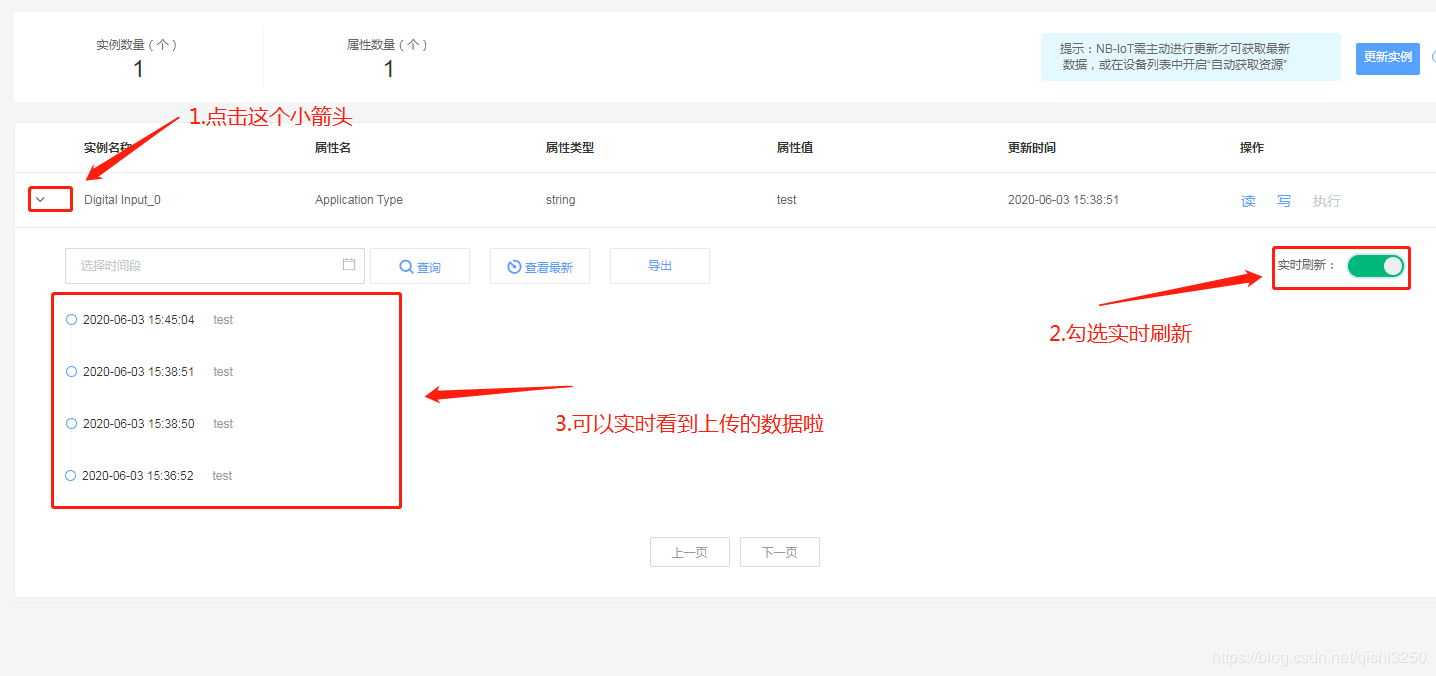 实例数量（个）
1
属性数量（个）
1
提示：NB-IoT需主动进行更新才可获取最新
数据，或在设备列表中开启“自动获取资源”
更新实例
1.点击这个小箭头
实例名称 属性名 属性类型 属性值 更新时间 操作
Digital Input_0 Application Type string test 2020-06-03 15:38:51 读 写 执行
选择时间段 查询 查看最新 导出 实时刷新：
2020-06-03 15:45:04 test
2.勾选实时刷新
2020-06-03 15:38:51 test
2020-06-03 15:38:50 test
3.可以实时看到上传的数据啦
2020-06-03 15:36:52 test
上一页 下一页
https://blog.csdn.net/qishi3250